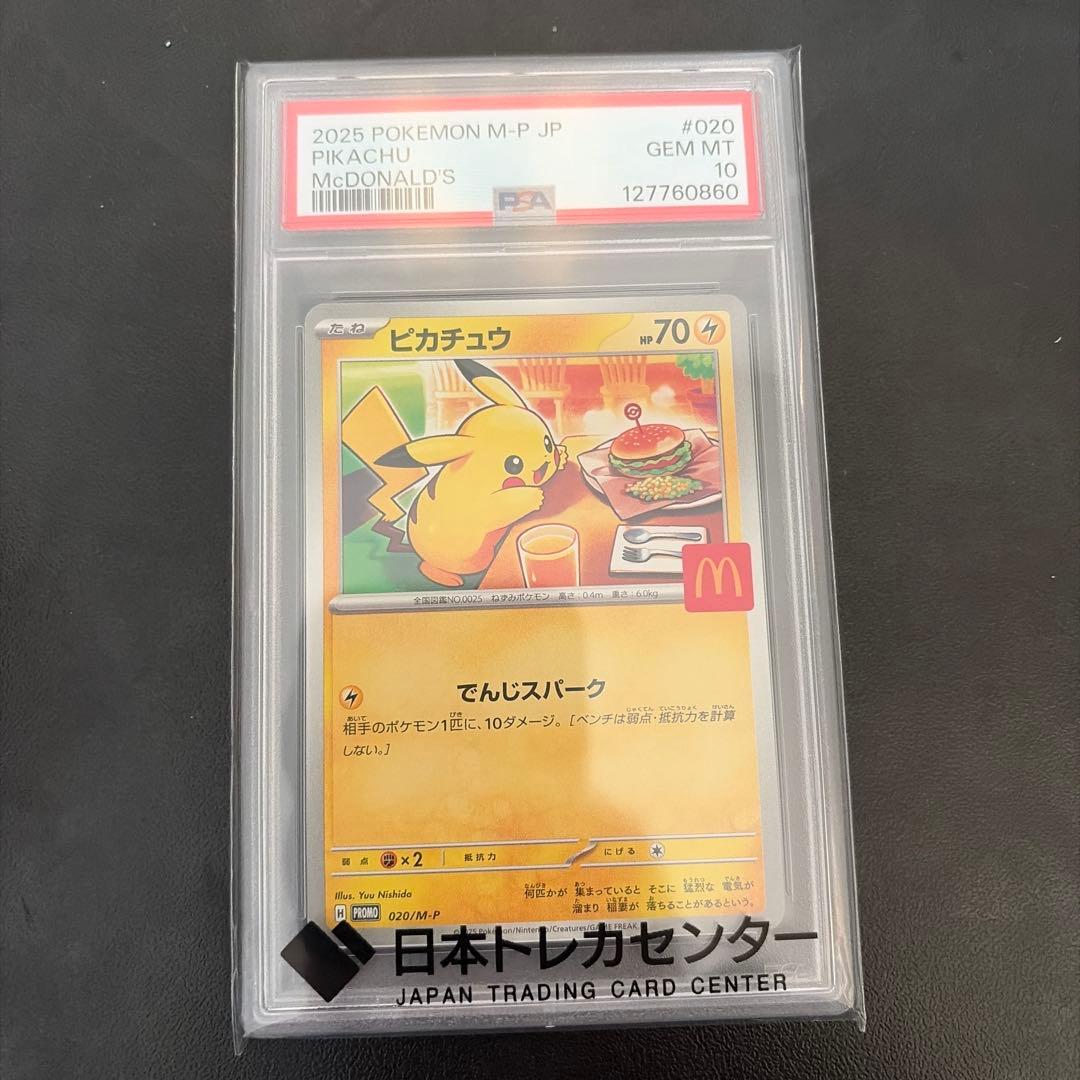 2025 POKEMON M-P JP #020
PIKACHU GEM MT
McDONALD'S 10
127760860
PSA
たね ピカチュウ HP70
全国図鑑NO.0025 ねずみポケモン 高さ:0.4m 重さ:6.0kg
でんじスパーク
相手のポケモン1匹に、10ダメージ。[ベンチは弱点・抵抗力を計算
しない。]
弱点 ×2 抵抗力 にげる
Illus. Yuu Nishida
何匹かが 集まっていると そこに 猛烈な 電気が
溜まり 稲妻が 落ちることがあるという。
H PROMO 020/M-P
©2025 Pokémon/Nintendo/Creatures/GAME FREAK.
日本トレカセンター
JAPAN TRADING CARD CENTER